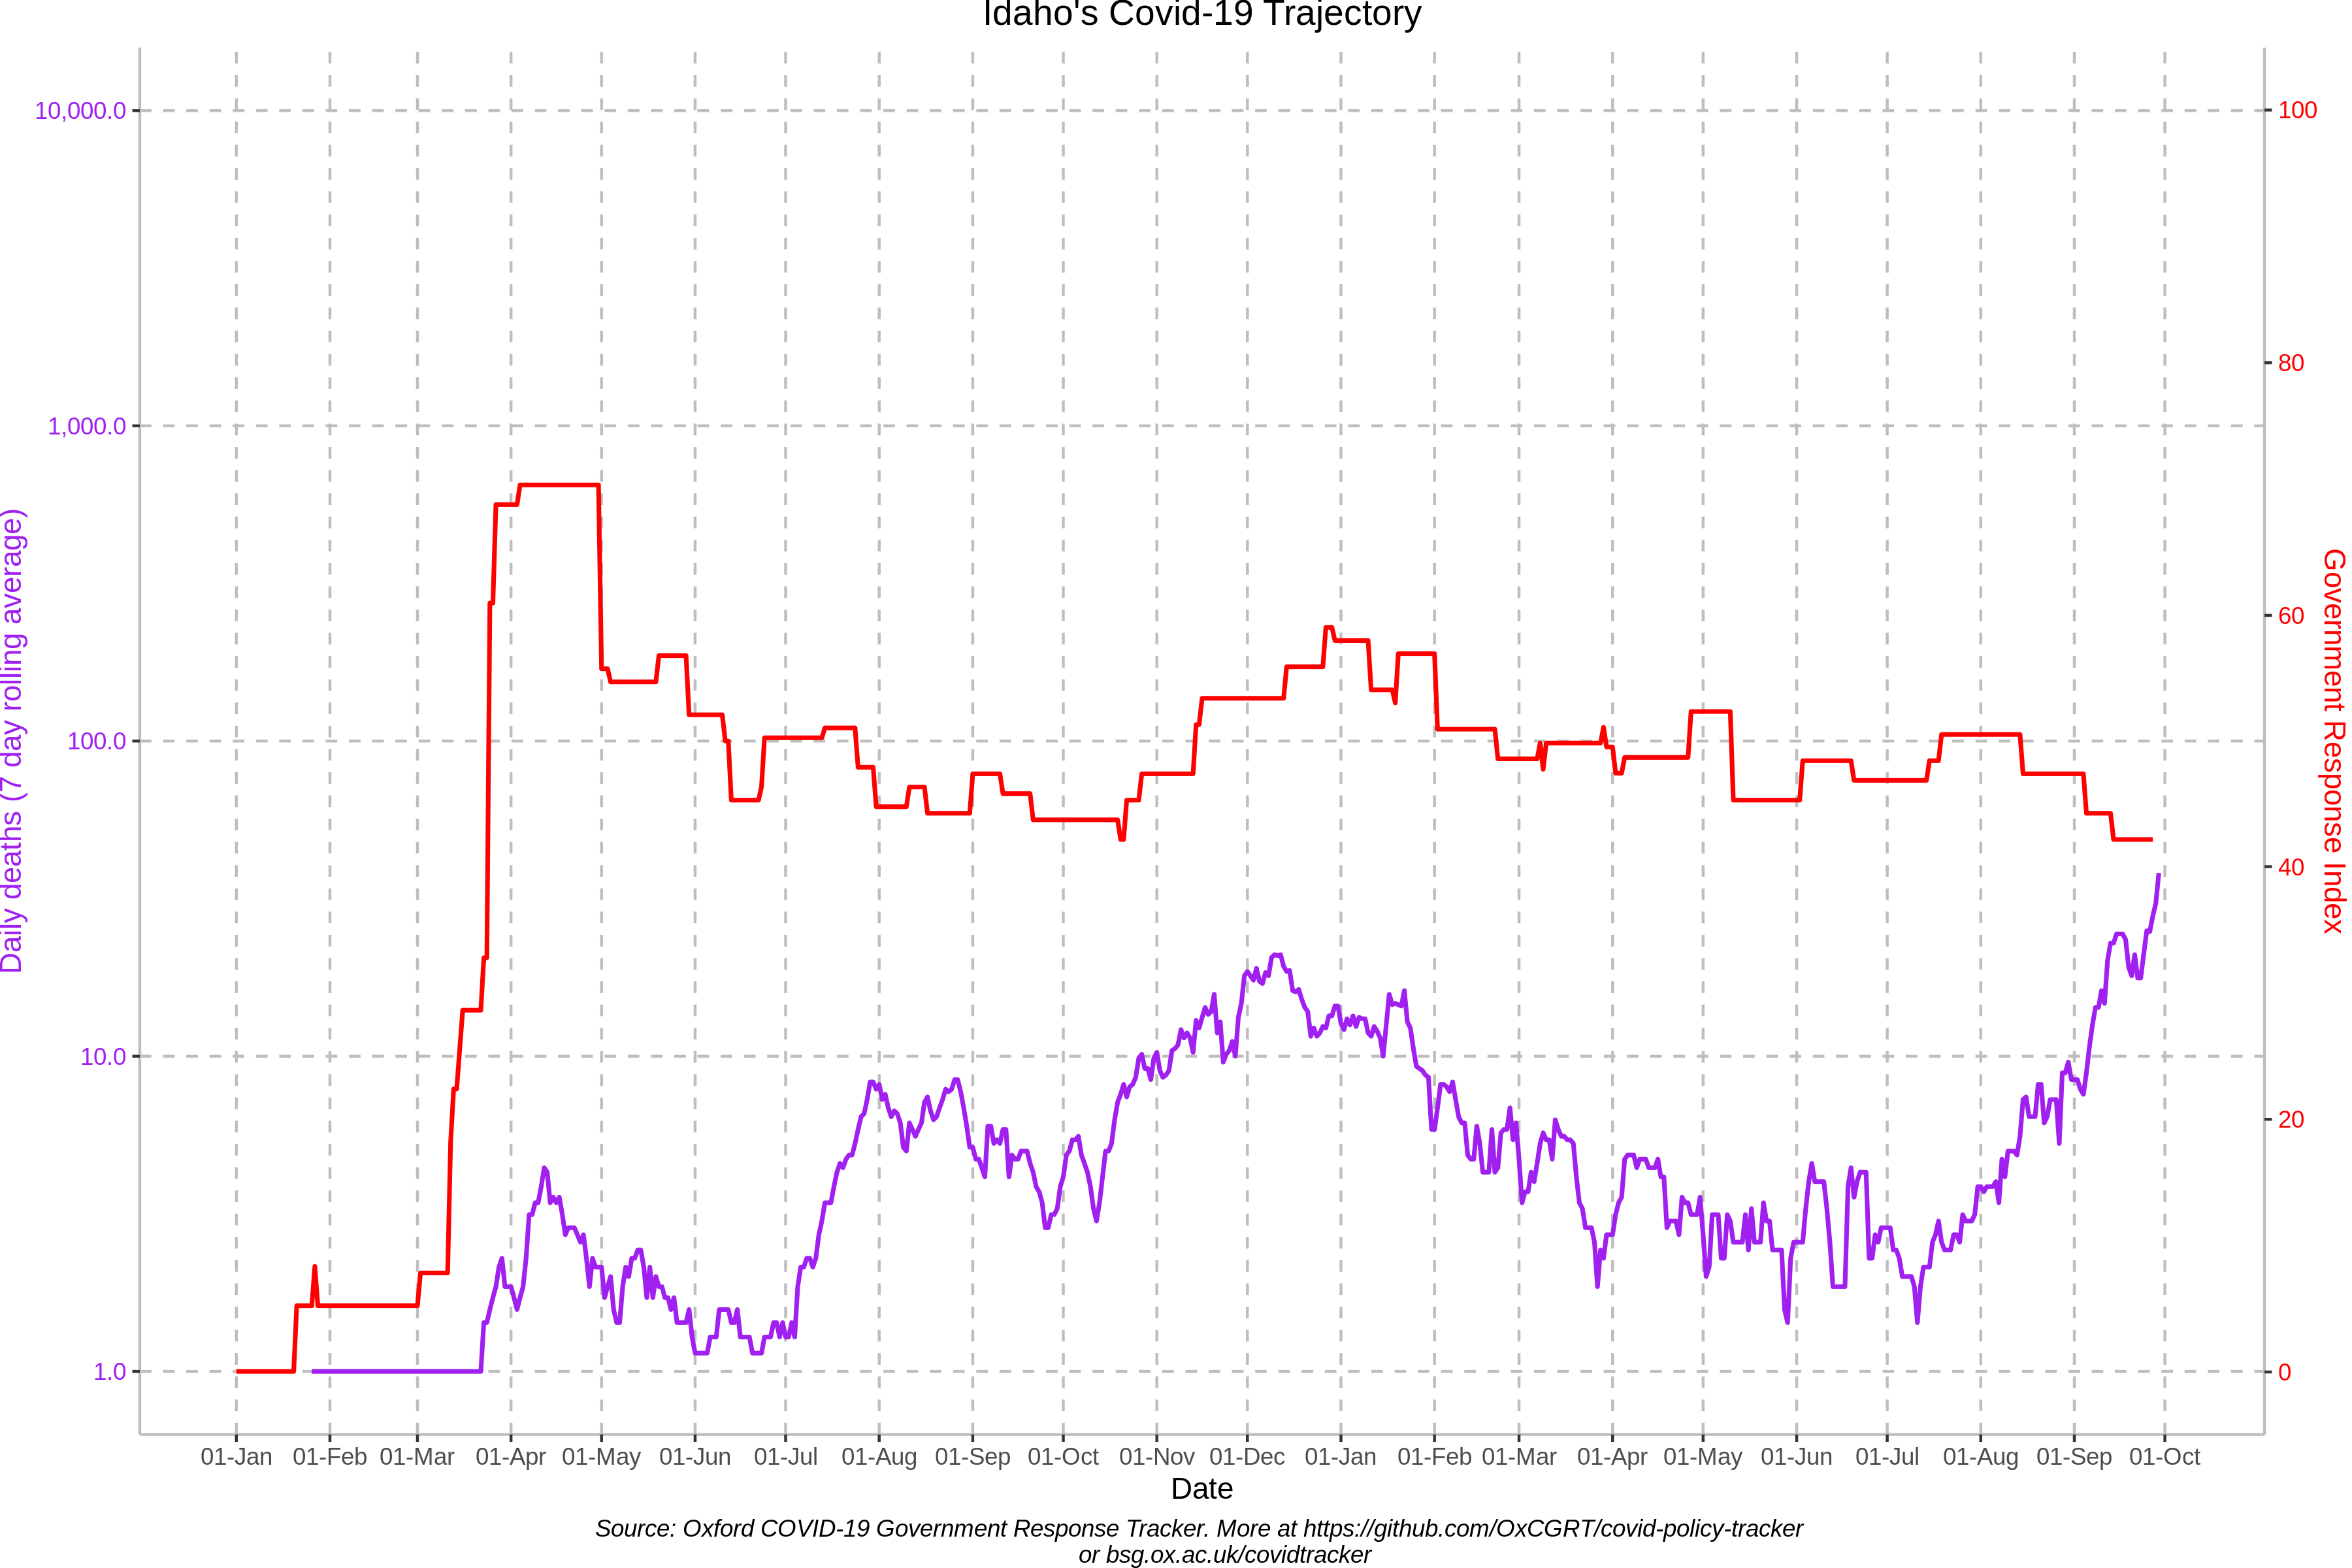 Idaho's Covid-19 Trajectory
10,000.0
1,000.0
100.0
10.0
1.0
Daily deaths (7 day rolling average)
100
80
60
40
20
0
Government Response Index
01-Jan 01-Feb 01-Mar 01-Apr 01-May 01-Jun 01-Jul 01-Aug 01-Sep 01-Oct 01-Nov 01-Dec 01-Jan 01-Feb 01-Mar 01-Apr 01-May 01-Jun 01-Jul 01-Aug 01-Sep 01-Oct
Date
Source: Oxford COVID-19 Government Response Tracker. More at https://github.com/OxCGRT/covid-policy-tracker
or bsg.ox.ac.uk/covidtracker